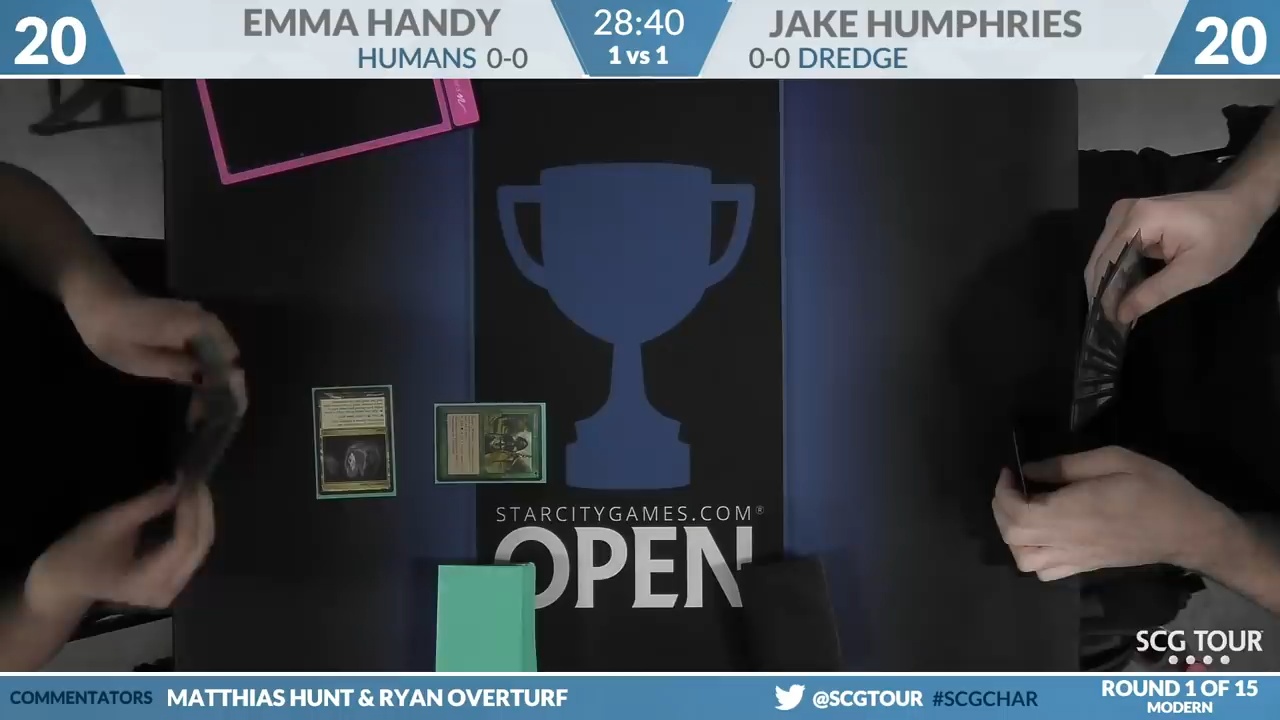 20
EMMA HANDY
HUMANS 0-0
28:40
1 vs 1
JAKE HUMPHRIES
0-0 DREDGE
20
STARCITYGAMES.COM®
OPEN
SCG TOUR
COMMENTATORS MATTHIAS HUNT & RYAN OVERTURF
@SCGTOUR #SCGCHAR
ROUND 1 OF 15
MODERN